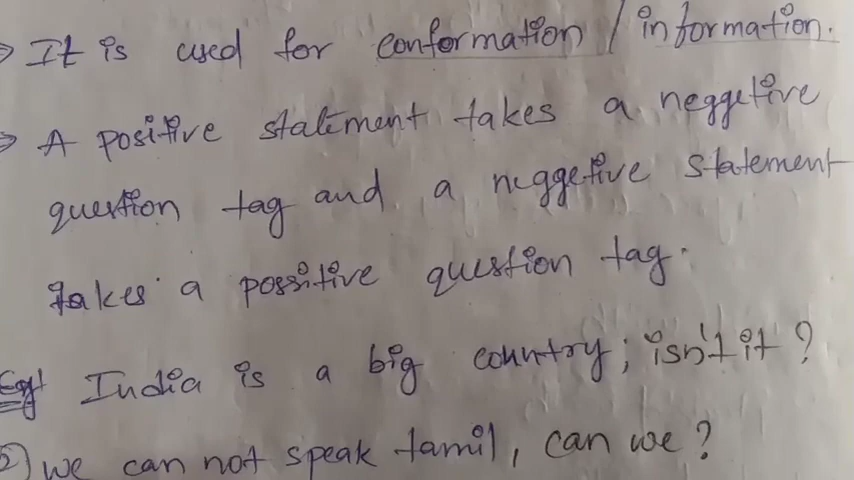 → It is used for conformation / information.
→ A positive statement takes a neggetive
question tag and a neggetive statement
takes a possitive question tag.
Eg:1 India is a big country; isn't it?
2) we can not speak tamil, can we?